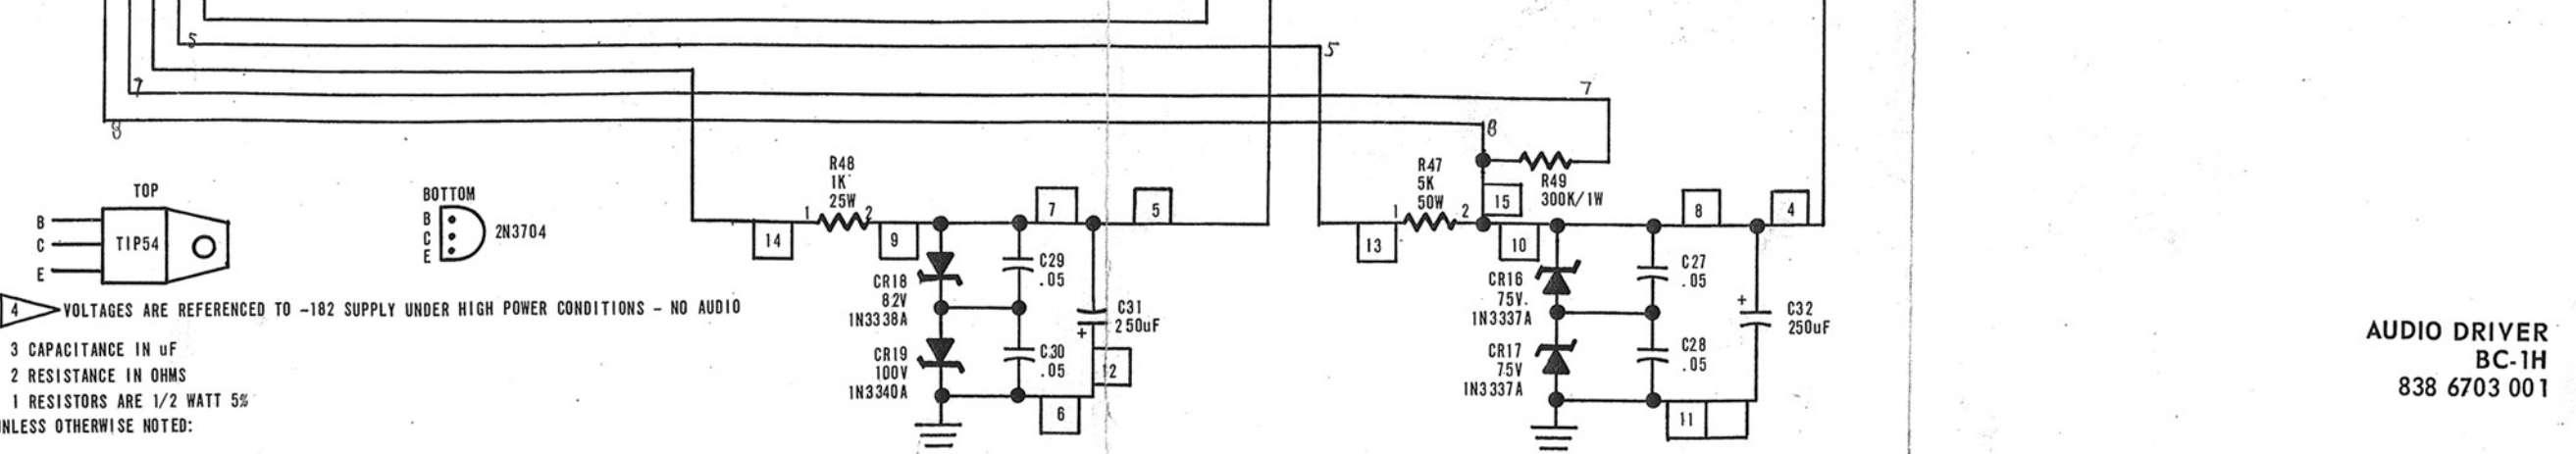 5
5
7
7
8
8
TOP
B
C
E
TIP54
BOTTOM
B
C
E
2N3704
R48
1K
25W
1
2
14
9
7
5
CR18
82V
1N3338A
C29
.05
CR19
100V
1N3340A
C30
.05
C31
250uF
+
12
6
R47
5K
50W
1
2
13
15
10
R49
300K/1W
8
4
CR16
75V.
1N3337A
C27
.05
CR17
75V
1N3337A
C28
.05
+
C32
250uF
11
4 VOLTAGES ARE REFERENCED TO -182 SUPPLY UNDER HIGH POWER CONDITIONS - NO AUDIO
3 CAPACITANCE IN uF
2 RESISTANCE IN OHMS
1 RESISTORS ARE 1/2 WATT 5%
NLESS OTHERWISE NOTED:
AUDIO DRIVER
BC-1H
838 6703 001